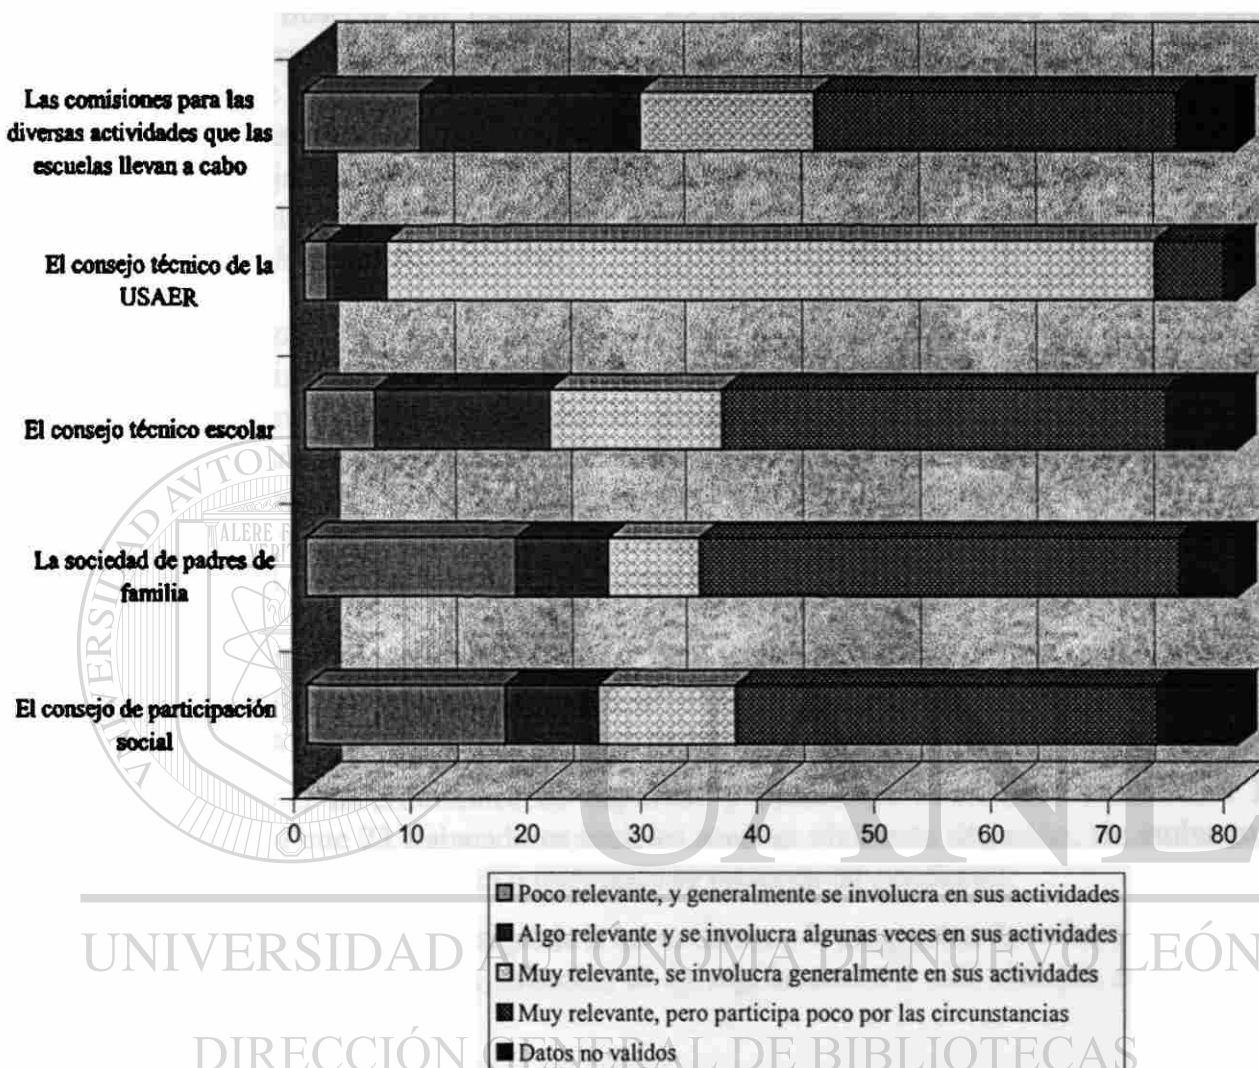 Las comisiones para las
diversas actividades que las
escuelas llevan a cabo
El consejo técnico de la
USAER
El consejo técnico escolar
La sociedad de padres de
familia
El consejo de participación
social
0 10 20 30 40 50 60 70 80
Poco relevante, y generalmente se involucra en sus actividades
Algo relevante y se involucra algunas veces en sus actividades
Muy relevante, se involucra generalmente en sus actividades
Muy relevante, pero participa poco por las circunstancias
Datos no validos
ALERE
UANL
UNIVERSIDAD AUTÓNOMA DE NUEVO LEÓN
DIRECCIÓN GENERAL DE BIBLIOTECAS